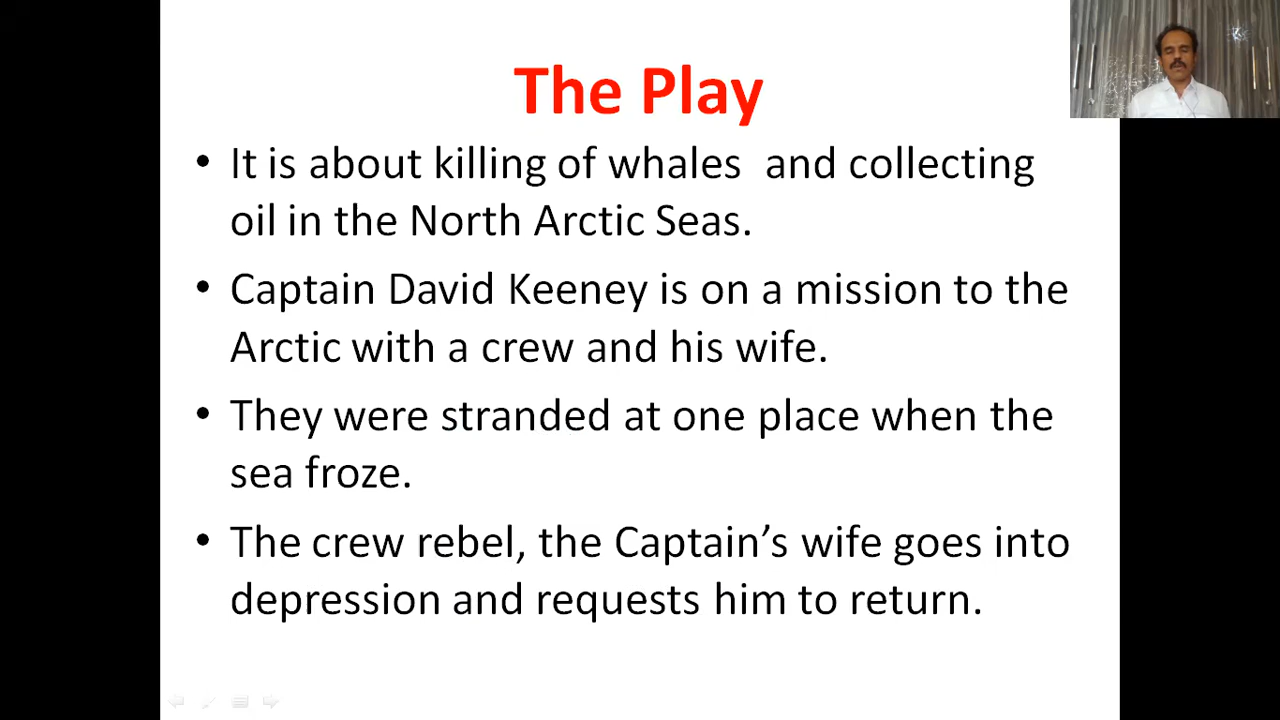 The Play
• It is about killing of whales  and collecting
oil in the North Arctic Seas.
• Captain David Keeney is on a mission to the
Arctic with a crew and his wife.
• They were stranded at one place when the
sea froze.
• The crew rebel, the Captain’s wife goes into
depression and requests him to return.